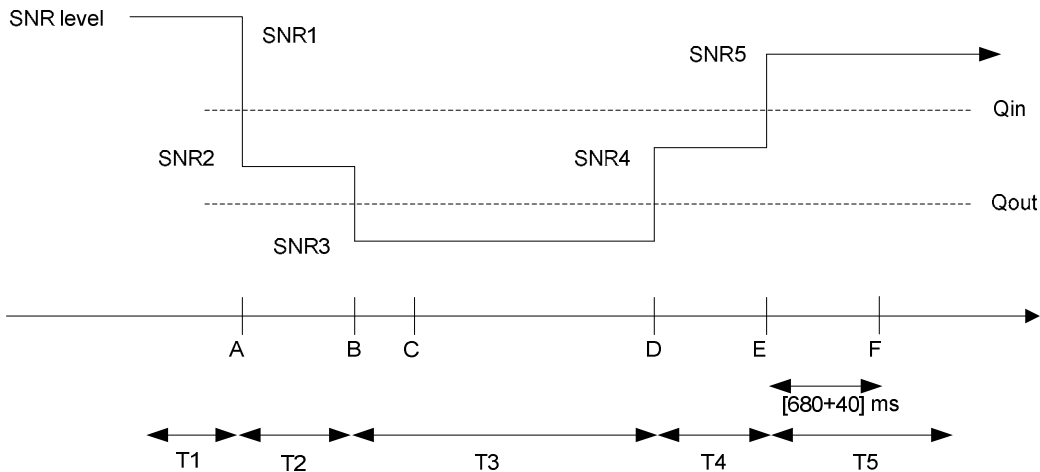 SNR level
SNR1
SNR5
Qin
SNR2
SNR4
Qout
SNR3
A
B
C
D
E
F
[680+40] ms
T1
T2
T3
T4
T5